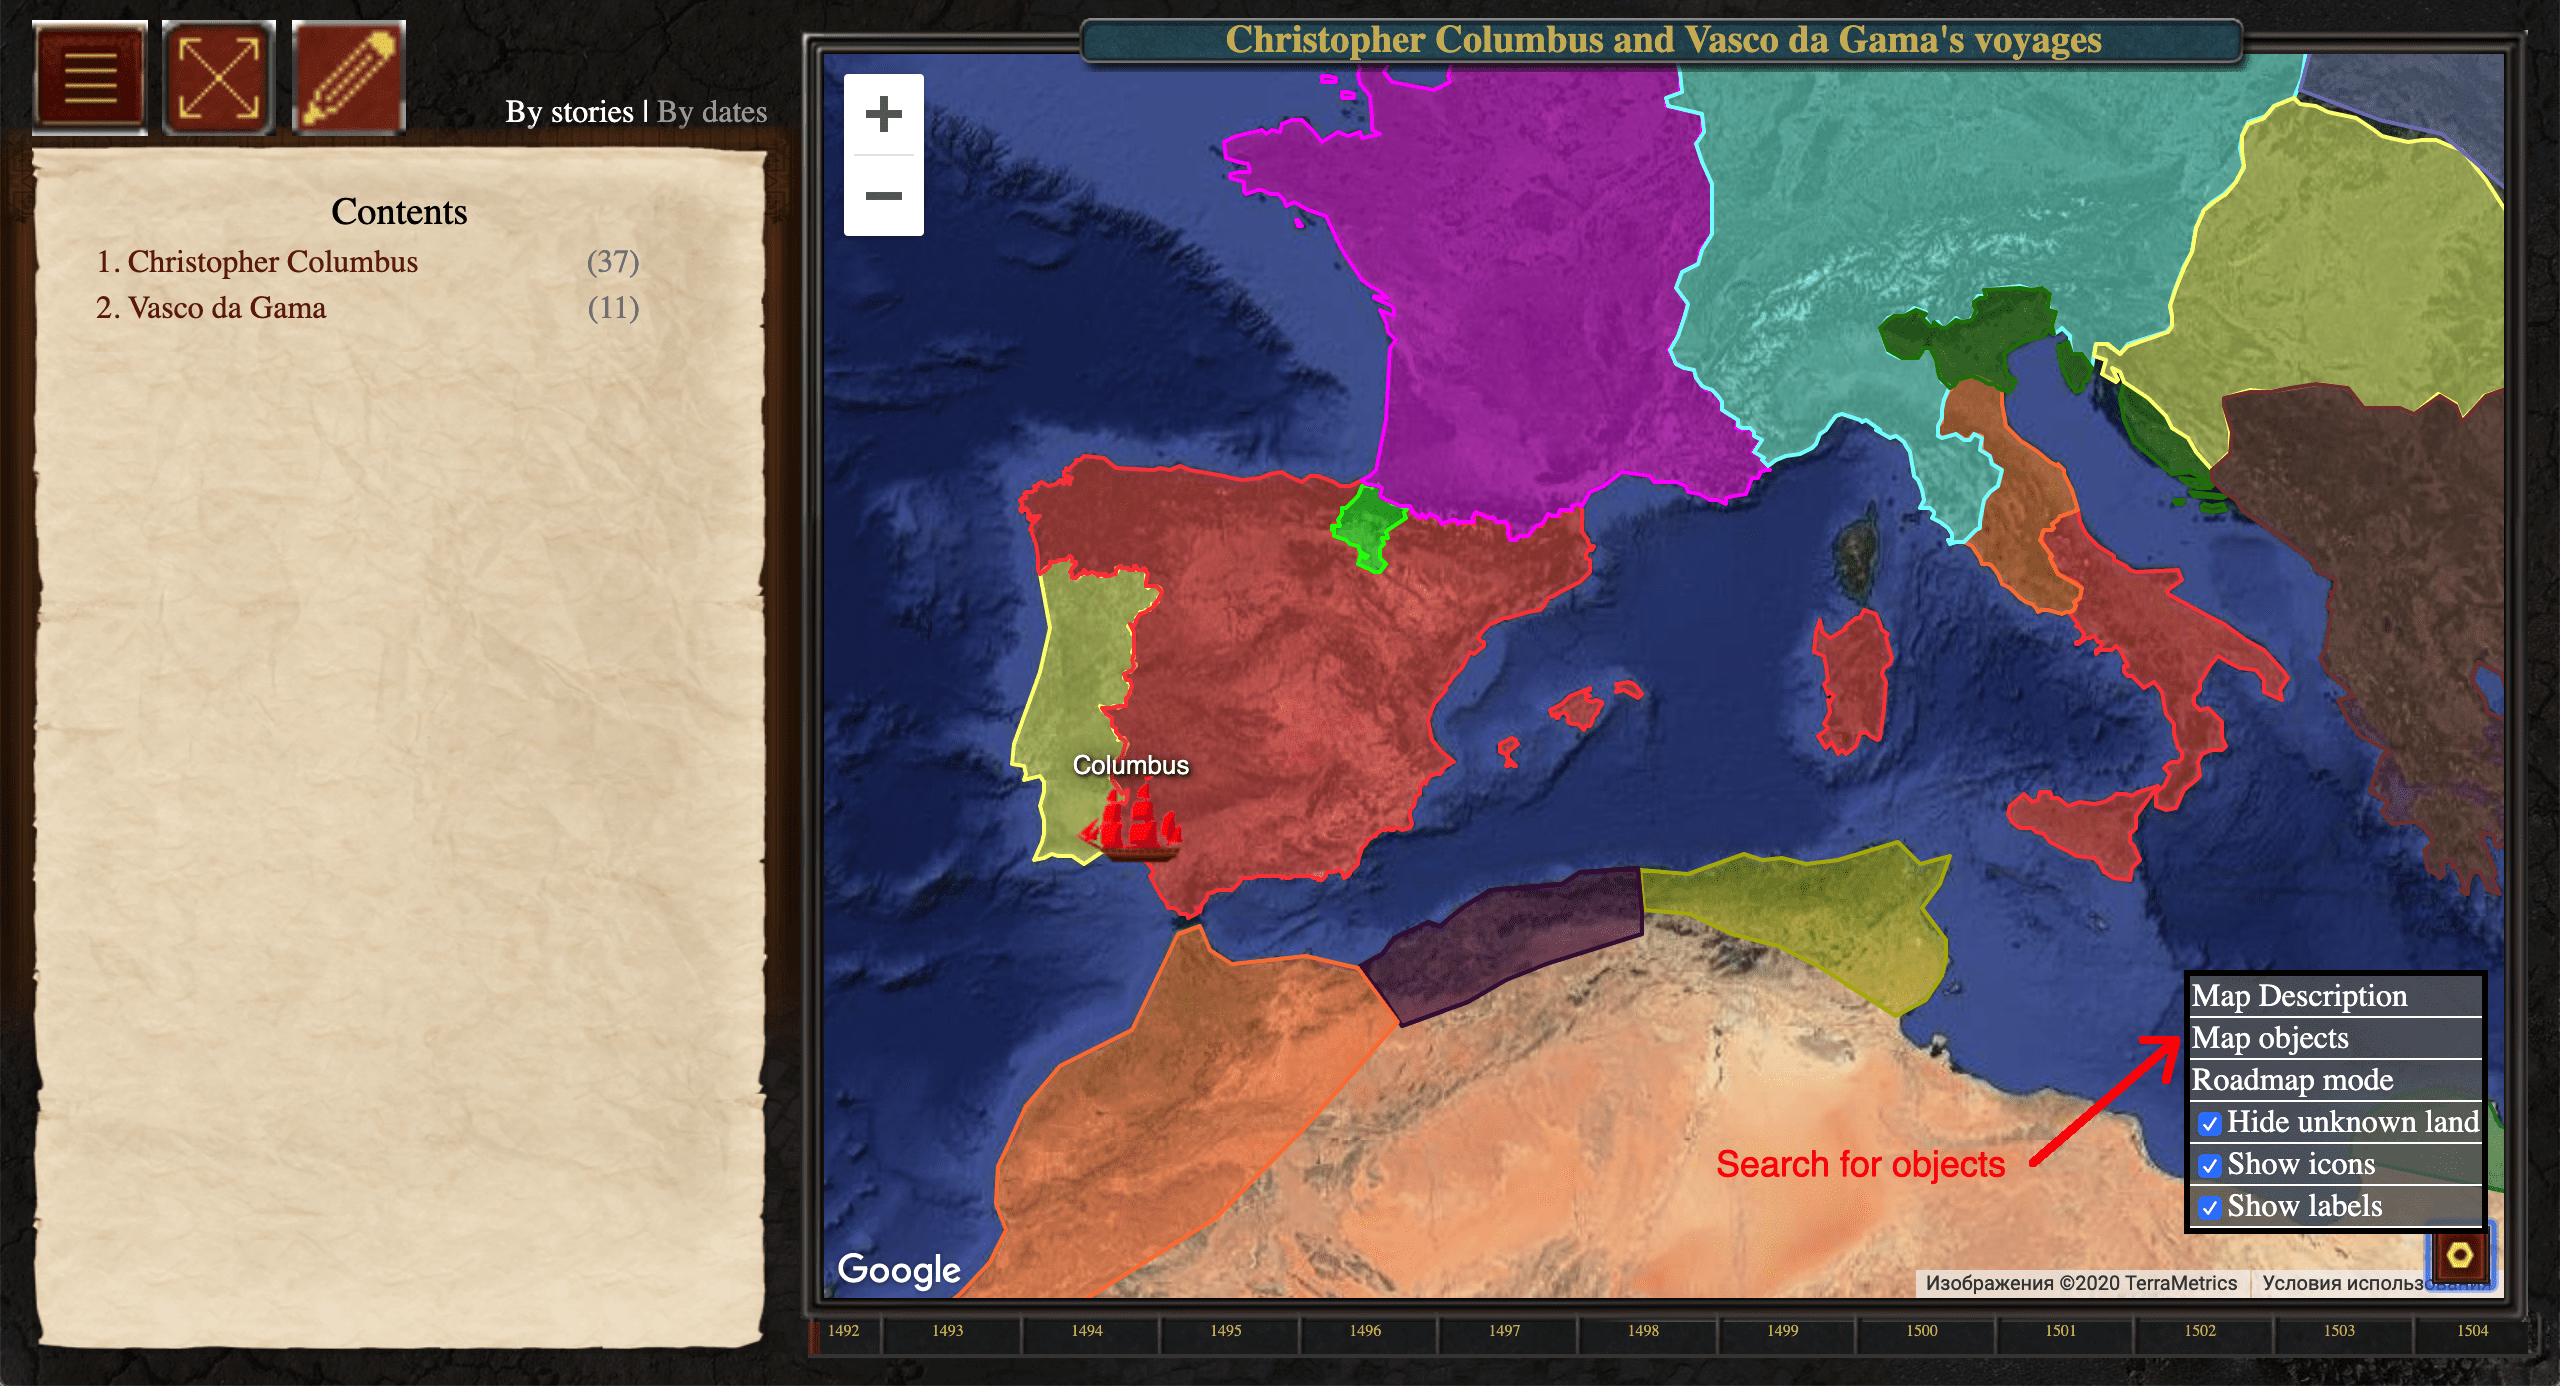 Christopher Columbus and Vasco da Gama's voyages
By stories | By dates
Contents
1. Christopher Columbus (37)
2. Vasco da Gama (11)
Columbus
Map Description
Map objects
Roadmap mode
Hide unknown land
Show icons
Show labels
Search for objects
Google
Изображения ©2020 TerraMetrics
Условия использования
1492 1493 1494 1495 1496 1497 1498 1499 1500 1501 1502 1503 1504